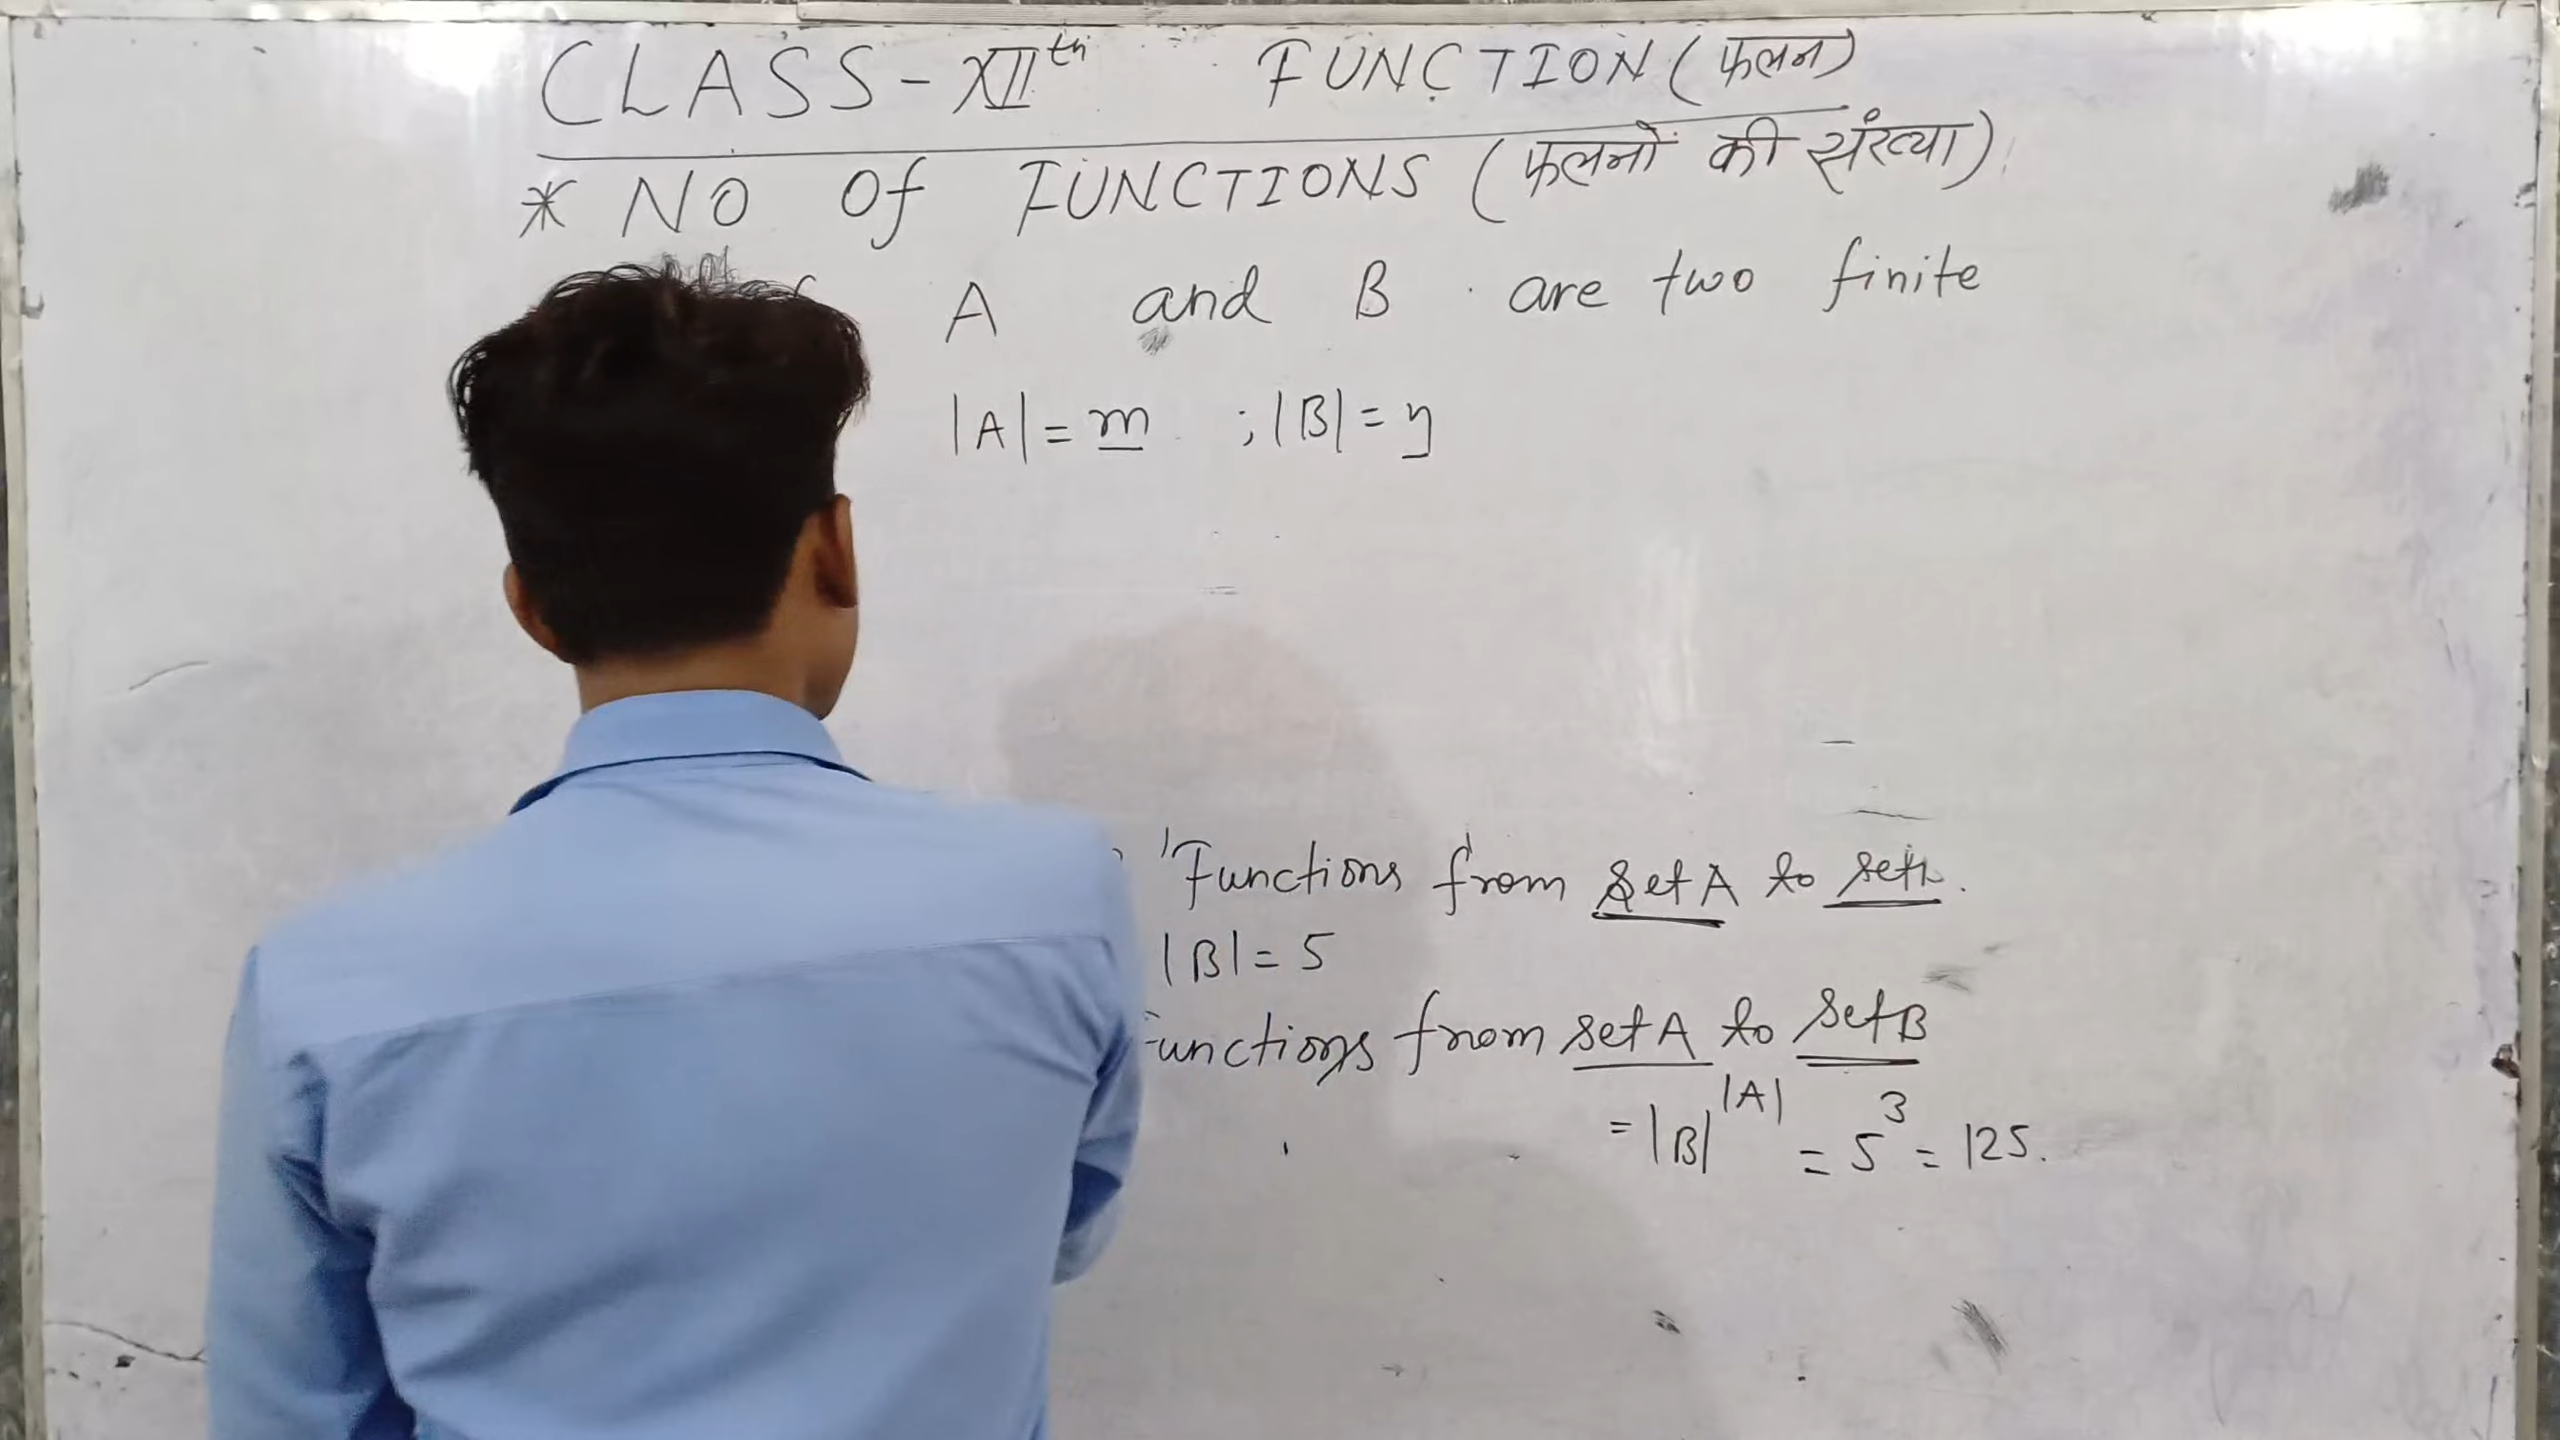 CLASS-XIIth FUNCTION (फलन)
* NO Of FUNCTIONS (फलनों की संख्या)
A and B are two finite
|A| = m ; |B| = y
Functions from set A to set
|B| = 5
unctions from set A to set B
= |B|^|A| = 5^3 = 125.